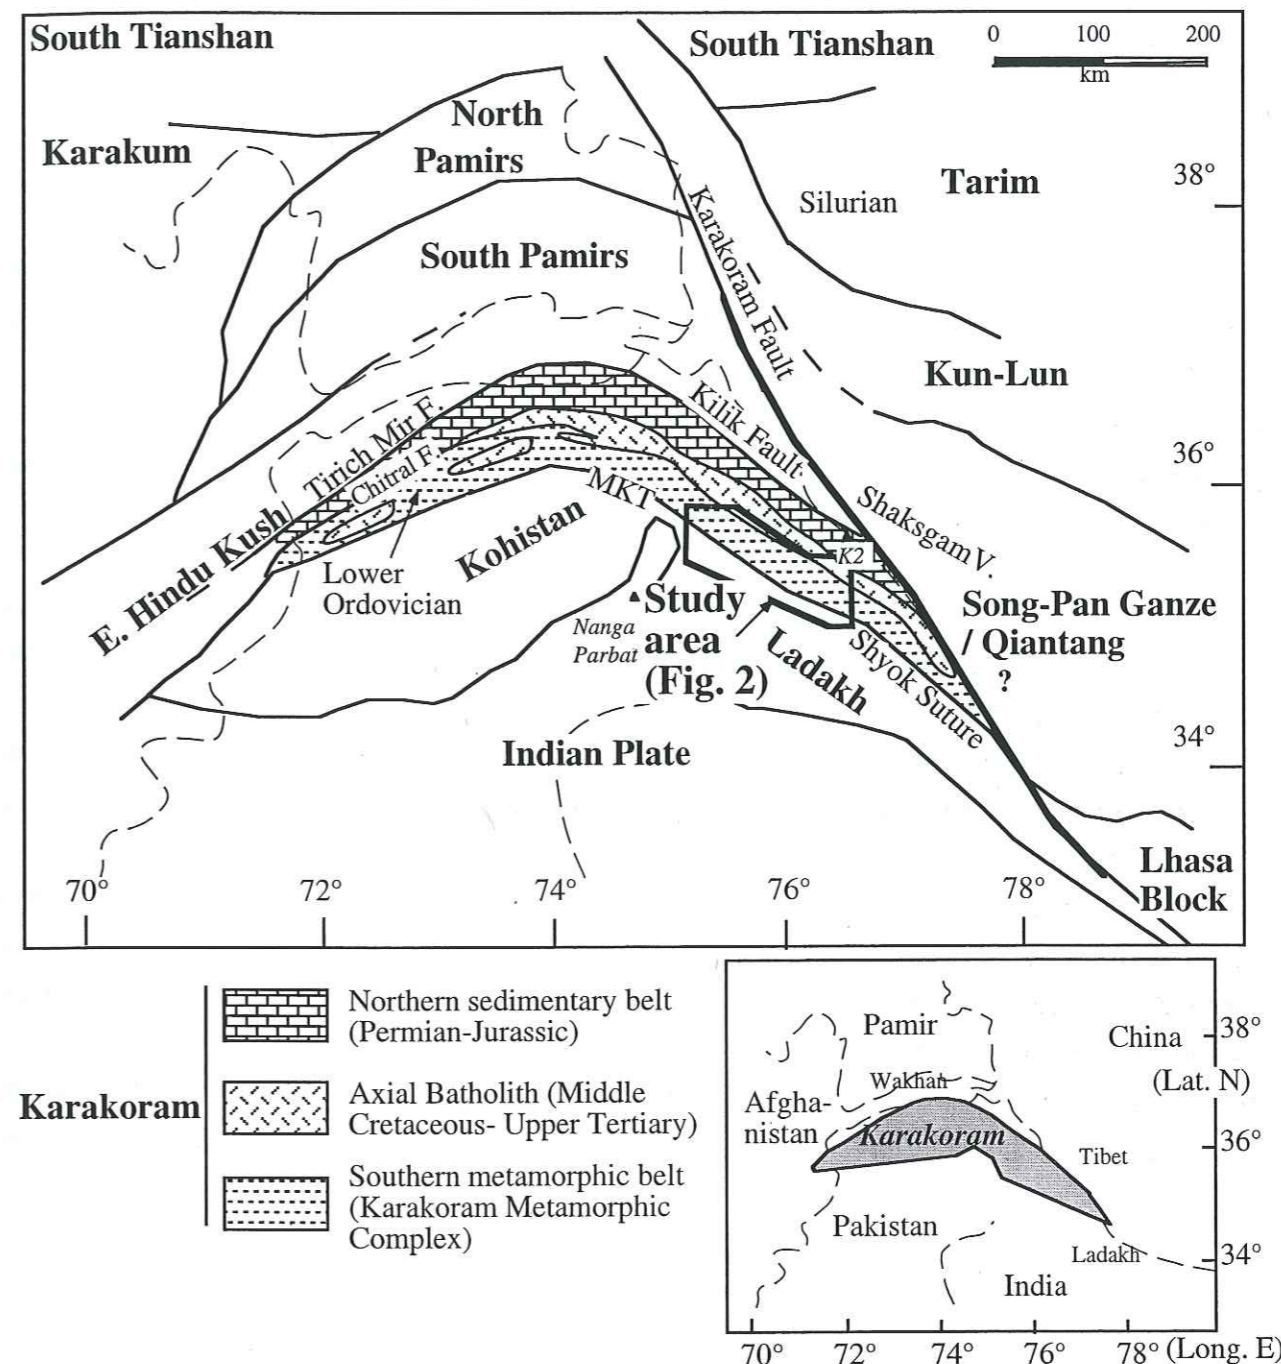 South Tianshan
South Tianshan
0 100 200
km
North
Pamirs
Karakum
38°
Tarim
Silurian
Karakoram Fault
South Pamirs
Kun-Lun
Kilik Fault
Tirich Mir F.
Chitral F.
36°
MKT
Shaksgam V.
E. Hindu Kush
Kohistan
K2
Lower
Ordovician
Study
area
(Fig. 2)
Nanga
Parbat
Song-Pan Ganze
/ Qiantang
?
Ladakh
Shyok Suture
34°
Indian Plate
Lhasa
Block
70° 72° 74° 76° 78°
Karakoram
Northern sedimentary belt
(Permian-Jurassic)
Axial Batholith (Middle
Cretaceous- Upper Tertiary)
Southern metamorphic belt
(Karakoram Metamorphic
Complex)
Pamir
China
38°
(Lat. N)
Wakhan
Afgha-
nistan
Karakoram
36°
Tibet
Pakistan
Ladakh
34°
India
70° 72° 74° 76° 78° (Long. E)